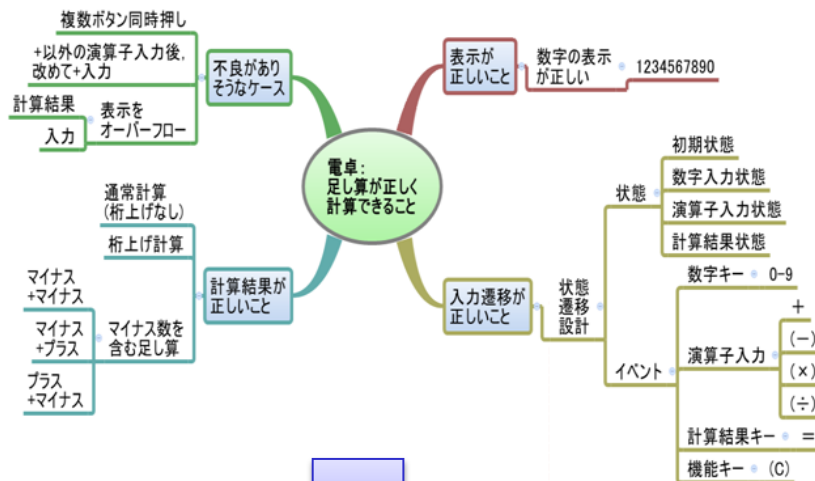 複数ボタン同時押し
+以外の演算子入力後,
改めて+入力
計算結果
入力
表示を
オーバーフロー
不良があり
そうなケース
表示が
正しいこと
数字の表示
が正しい
1234567890
電卓:
足し算が正しく
計算できること
通常計算
(桁上げなし)
桁上げ計算
マイナス
+マイナス
マイナス
+プラス
プラス
+マイナス
マイナス数を
含む足し算
計算結果が
正しいこと
入力遷移が
正しいこと
状態
遷移
設計
状態
初期状態
数字入力状態
演算子入力状態
計算結果状態
イベント
数字キー
0-9
演算子入力
+
(-)
(×)
(÷)
計算結果キー
=
機能キー
(C)